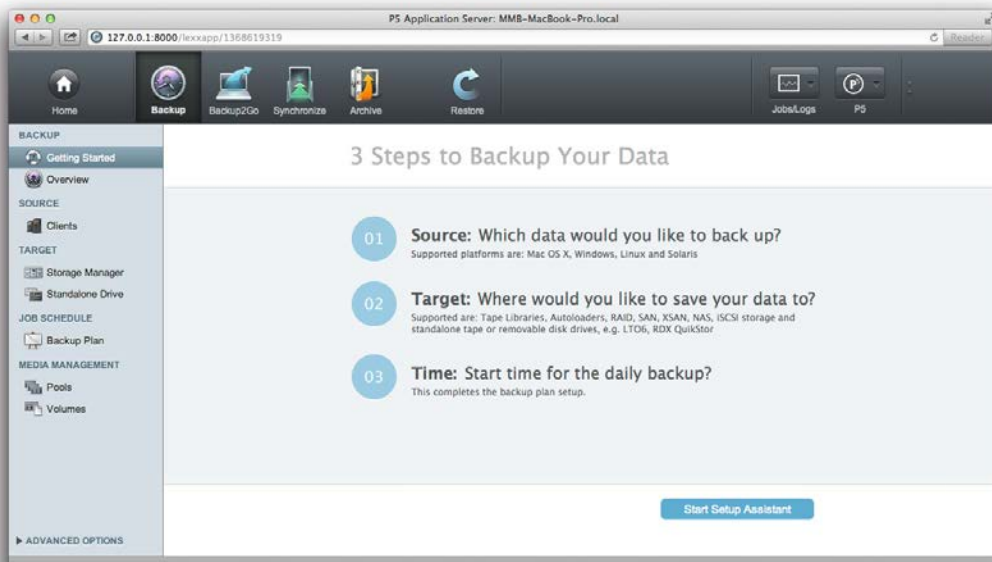 P5 Application Server: MMB-MacBook-Pro.local
127.0.0.1:8000/lexxapp/1368619319
Reader
Home
Backup
Backup2Go
Synchronize
Archive
Restore
Jobs/Logs
P5
BACKUP
Getting Started
Overview
SOURCE
Clients
TARGET
Storage Manager
Standalone Drive
JOB SCHEDULE
Backup Plan
MEDIA MANAGEMENT
Pools
Volumes
ADVANCED OPTIONS
3 Steps to Backup Your Data
01
Source: Which data would you like to back up?
Supported platforms are: Mac OS X, Windows, Linux and Solaris
02
Target: Where would you like to save your data to?
Supported are: Tape Libraries, Autoloaders, RAID, SAN, XSAN, NAS, iSCSI storage and
standalone tape or removable disk drives, e.g. LTO6, RDX QuikStor
03
Time: Start time for the daily backup?
This completes the backup plan setup.
Start Setup Assistant